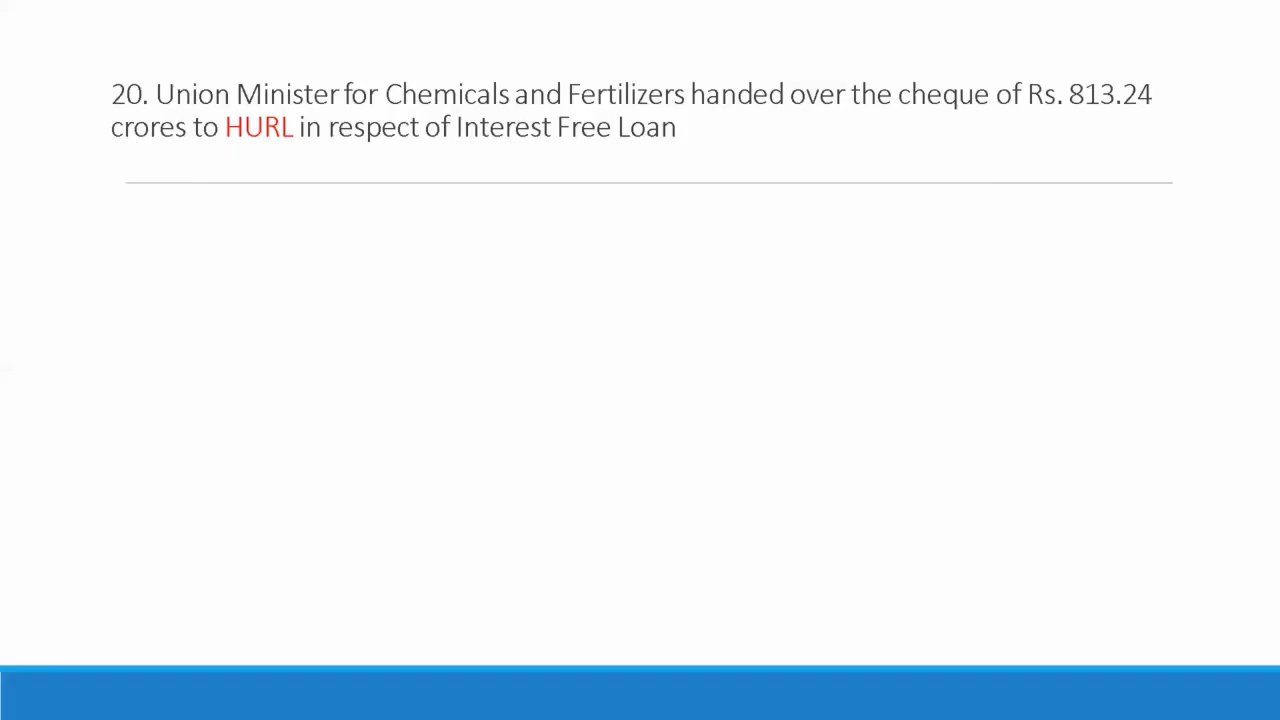 20. Union Minister for Chemicals and Fertilizers handed over the cheque of Rs. 813.24
crores to HURL in respect of Interest Free Loan